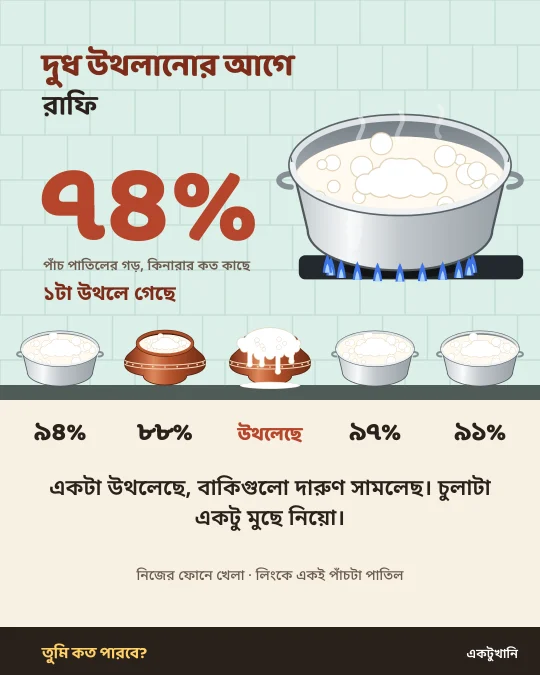 দুধ উথলানোর আগে
রাফি
৭৪%
পাঁচ পাতিলের গড়, কিনারার কত কাছে
১টা উথলে গেছে
৯৪% ৮৮% উথলেছে ৯৭% ৯১%
একটা উথলেছে, বাকিগুলো দারুণ সামলেছ। চুলাটা
একটু মুছে নিয়ো।
নিজের ফোনে খেলা · লিংকে একই পাঁচটা পাতিল
তুমি কত পারবে?
একটুখানি